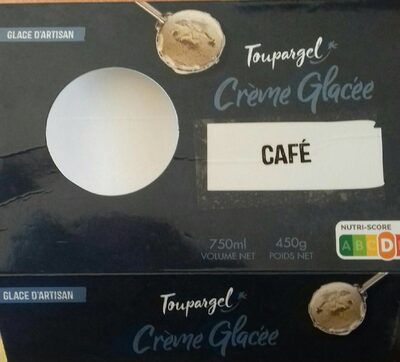 GLACE D'ARTISAN
Toupargel
Crème Glacée
CAFÉ
750ml
VOLUME NET
450g
POIDS NET
NUTRI-SCORE
A B C D
GLACE D'ARTISAN
Toupargel
Crème Glacée